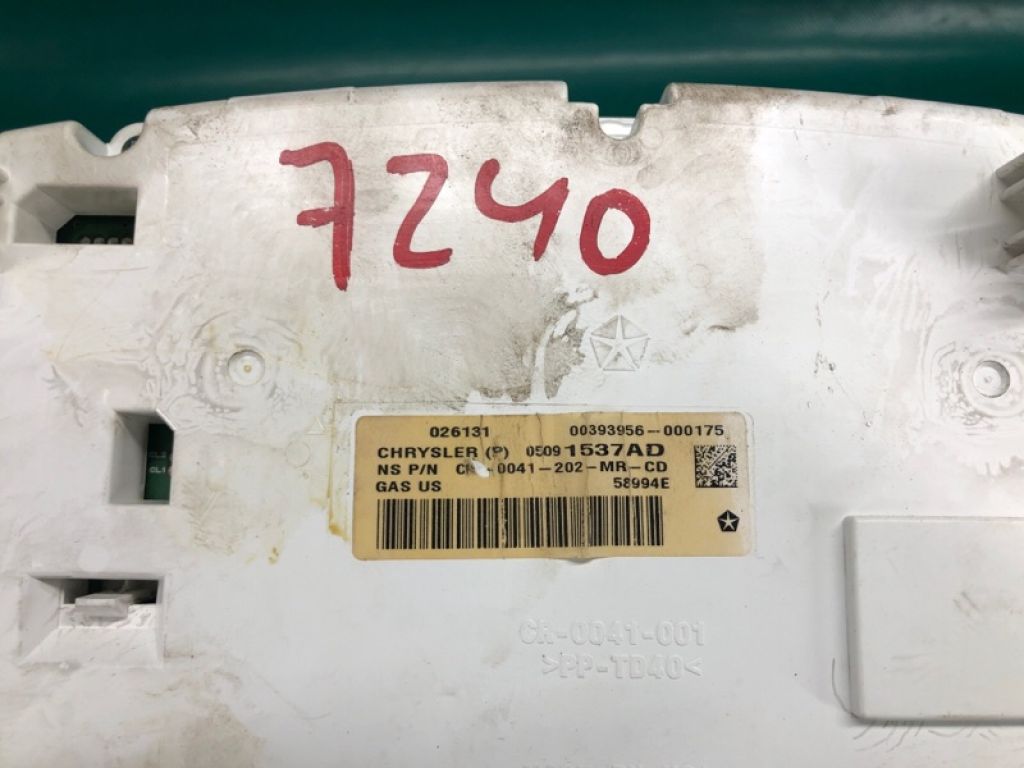 7240
026131 00393956-000175
CHRYSLER (P) 05091537AD
NS P/N -0041-202-MR-CD
GAS US 58994E
CR-0041-001
>PP-TD40<